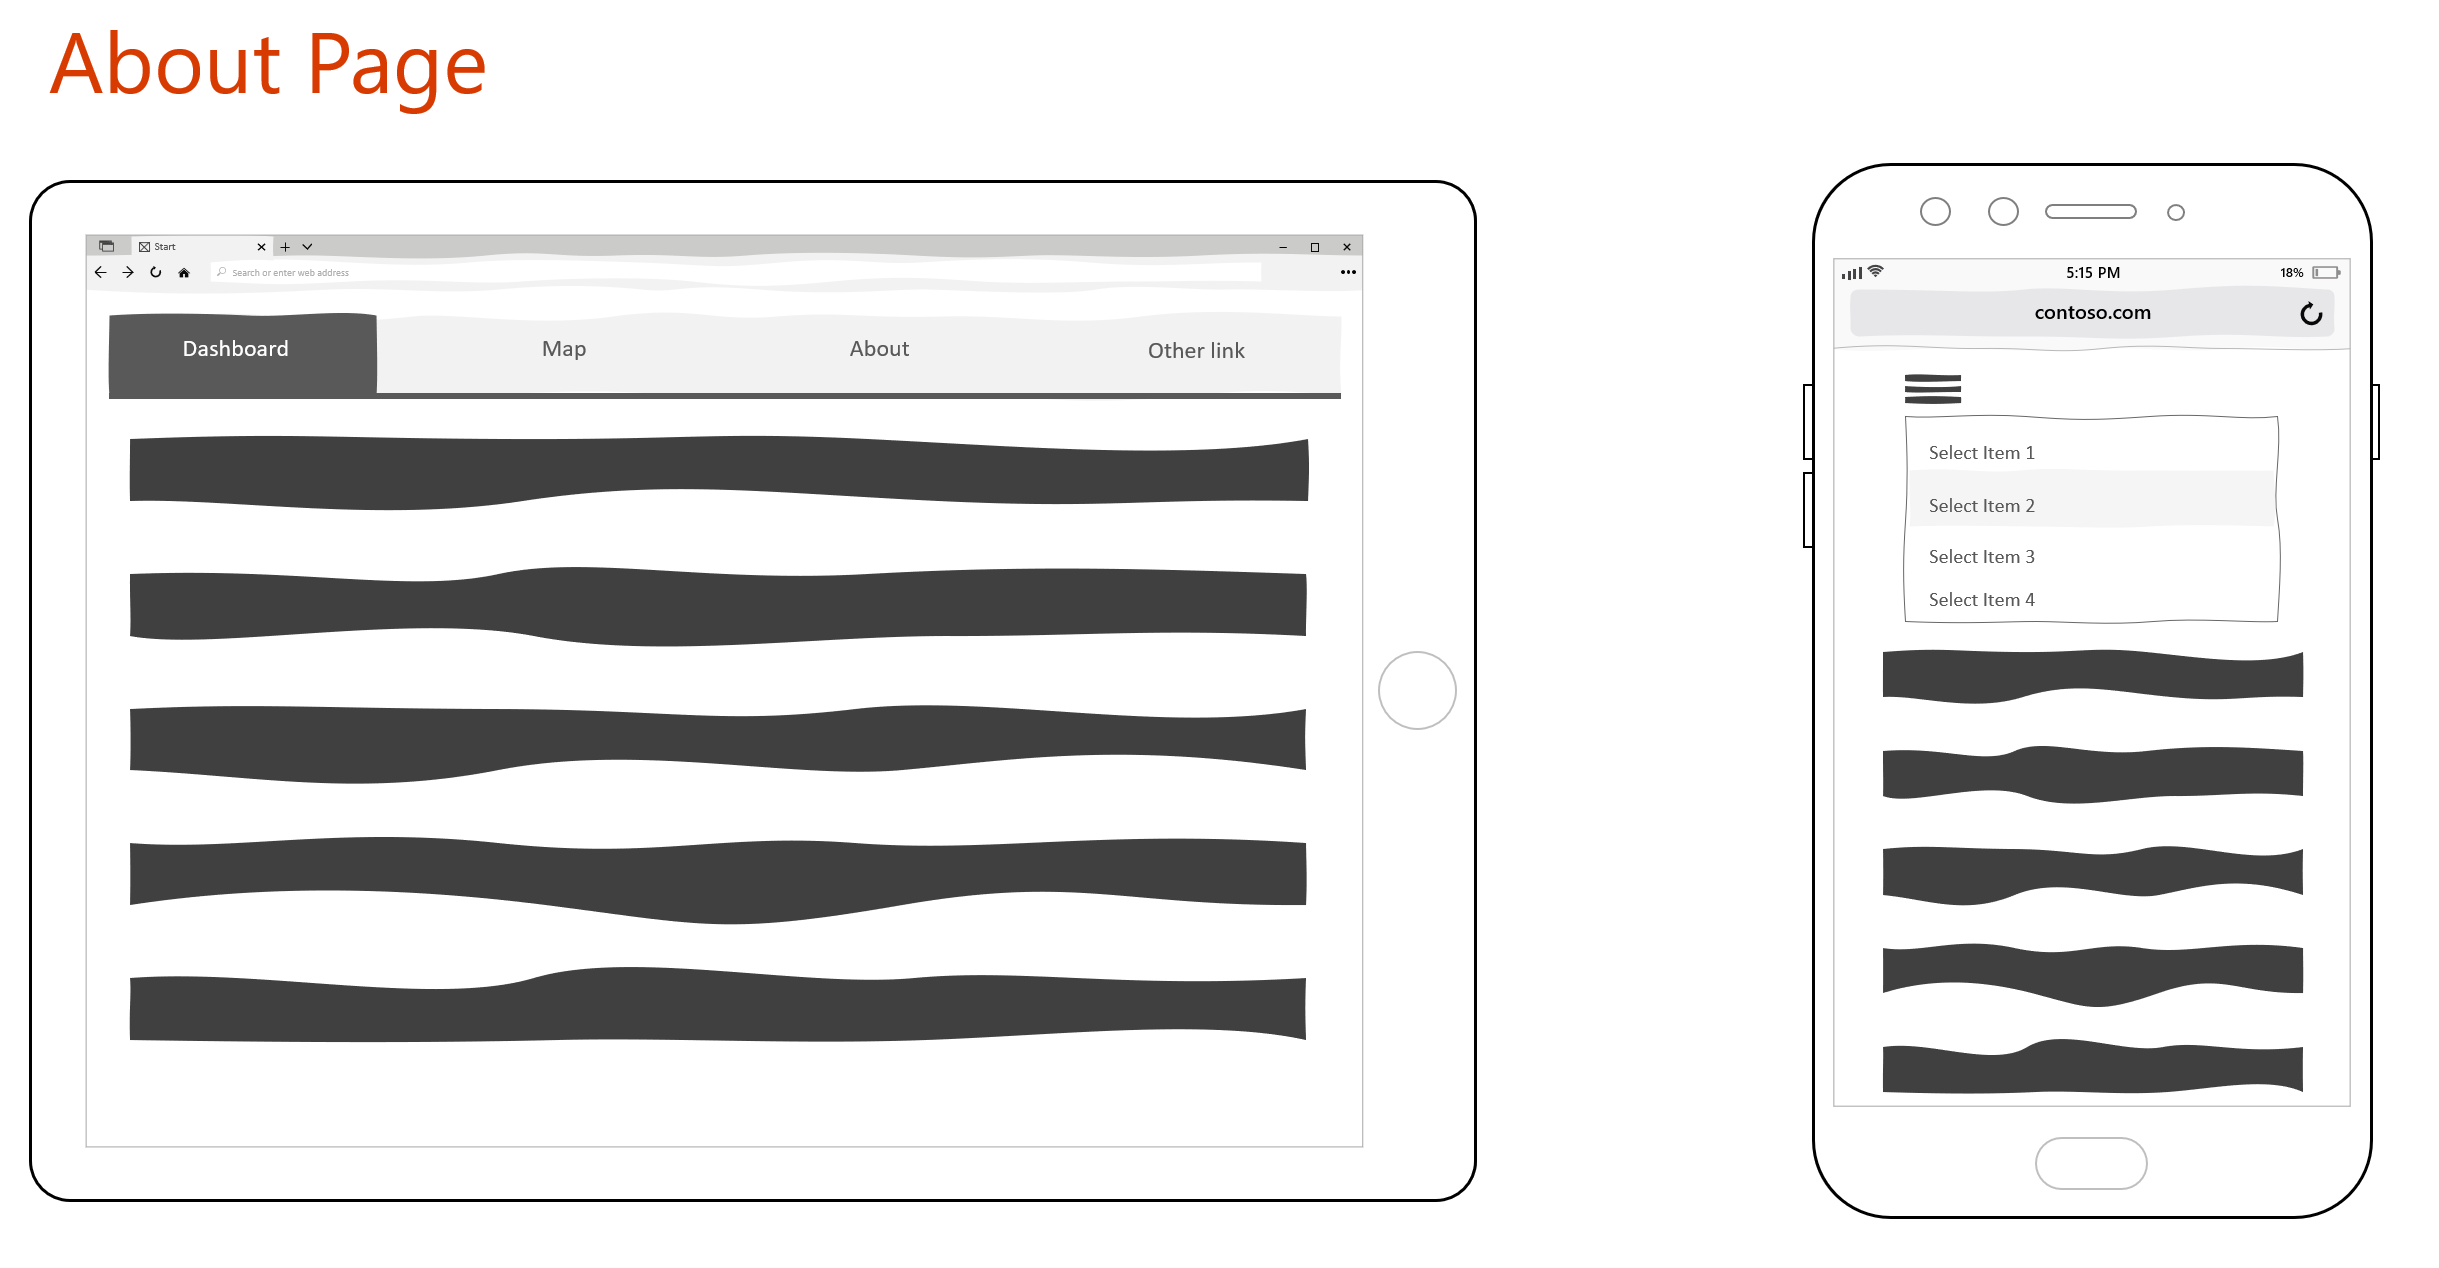 About Page
Start
Search or enter web address
Dashboard Map About Other link
5:15 PM 18%
contoso.com
Select Item 1
Select Item 2
Select Item 3
Select Item 4